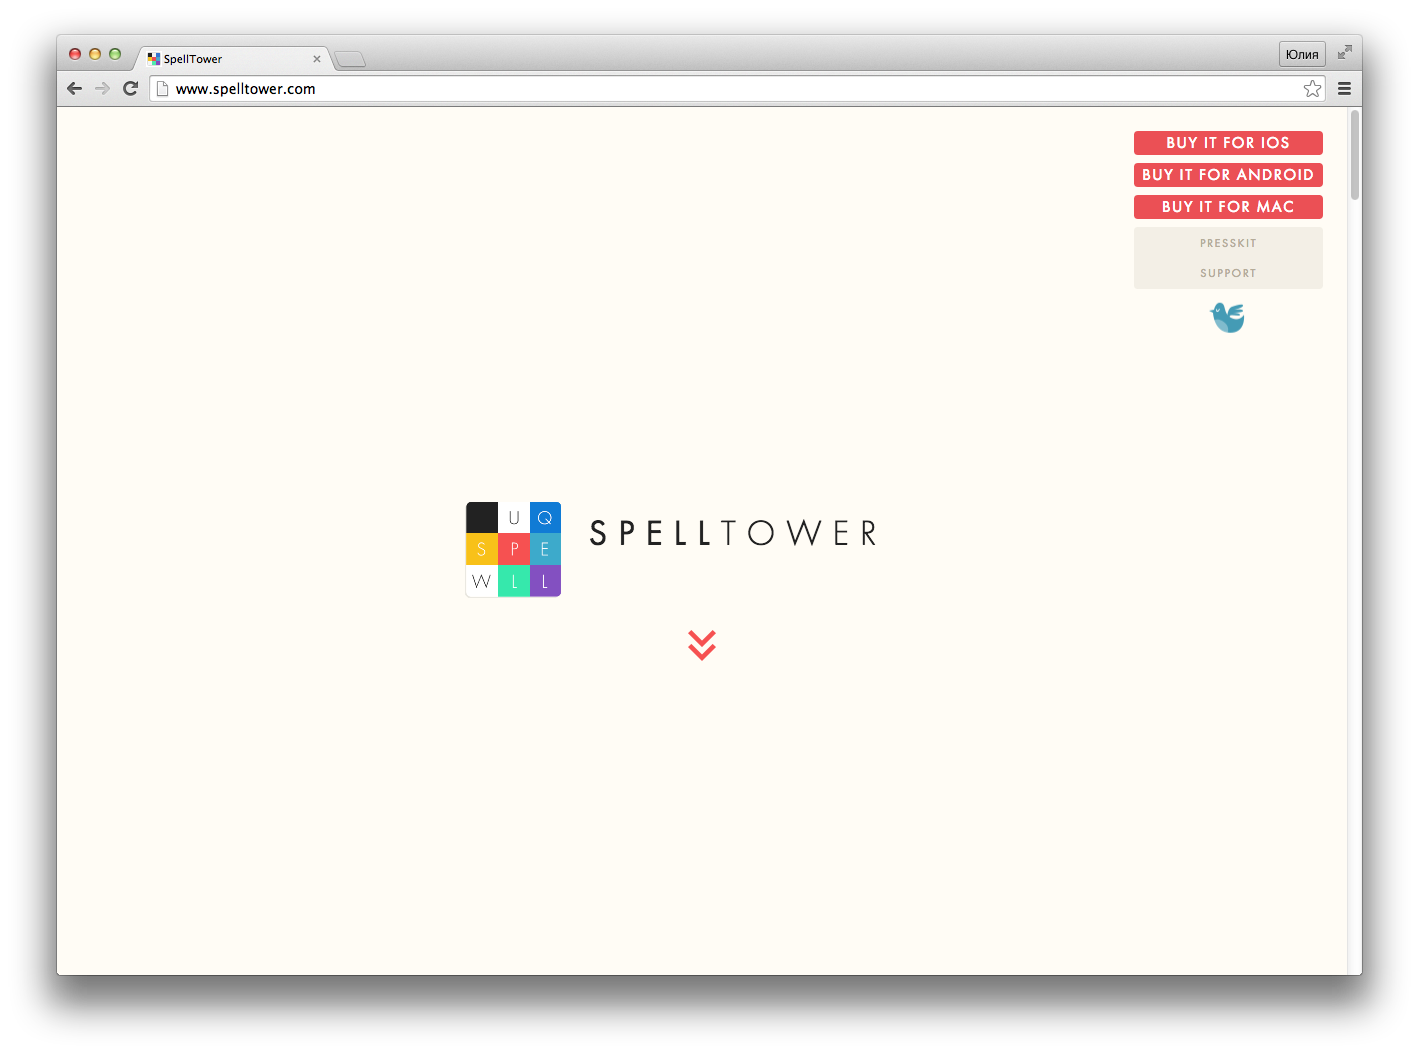 SpellTower
Юлия
www.spelltower.com
BUY IT FOR IOS
BUY IT FOR ANDROID
BUY IT FOR MAC
PRESSKIT
SUPPORT
U Q
S P E
W L L
SPELLTOWER